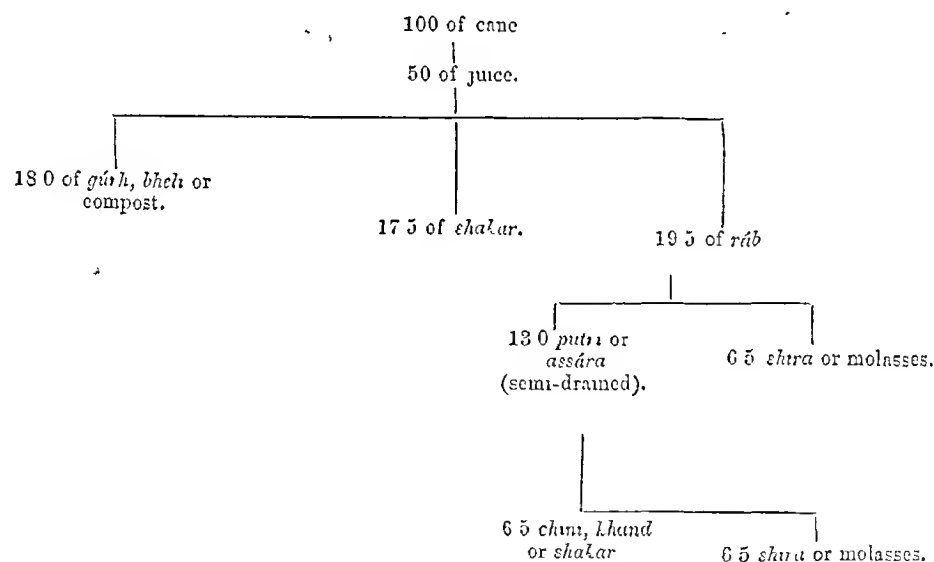 100 of cane
50 of juice.
18 0 of gúrh, bheli or
compost.
17 5 of shakar.
19 5 of ráb
13 0 putri or
assára
(semi-drained).
6 5 shira or molasses.
6 5 chini, khand
or shakar
6 5 shira or molasses.